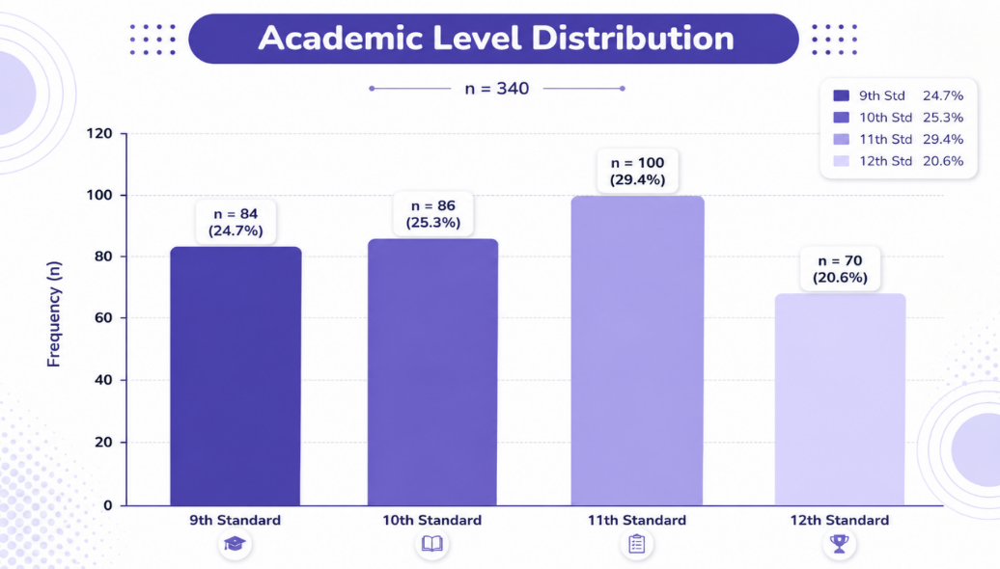 Academic Level Distribution
n = 340
9th Std 24.7%
10th Std 25.3%
11th Std 29.4%
12th Std 20.6%
Frequency (n)
120
100
80
60
40
20
0
n = 84
(24.7%)
n = 86
(25.3%)
n = 100
(29.4%)
n = 70
(20.6%)
9th Standard
10th Standard
11th Standard
12th Standard